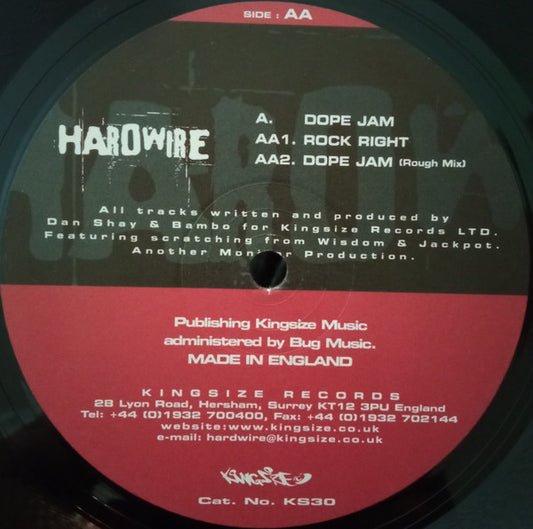 SIDE : AA
HARDWIRE
A. DOPE JAM
AA1. ROCK RIGHT
AA2. DOPE JAM (Rough Mix)
All tracks written and produced by
Dan Shay & Bambo for Kingsize Records LTD.
Featuring scratching from Wisdom & Jackpot.
Another Production.
Publishing Kingsize Music
administered by Bug Music.
MADE IN ENGLAND
KINGSIZE RECORDS
28 Lyon Road, Hersham, Surrey KT12 3PU England
Tel: +44 (0)1932 700400, Fax: +44 (0)1932 702144
website:www.kingsize.co.uk
e-mail: hardwire@kingsize.co.uk
KiNGSiZE
Cat. No. KS30